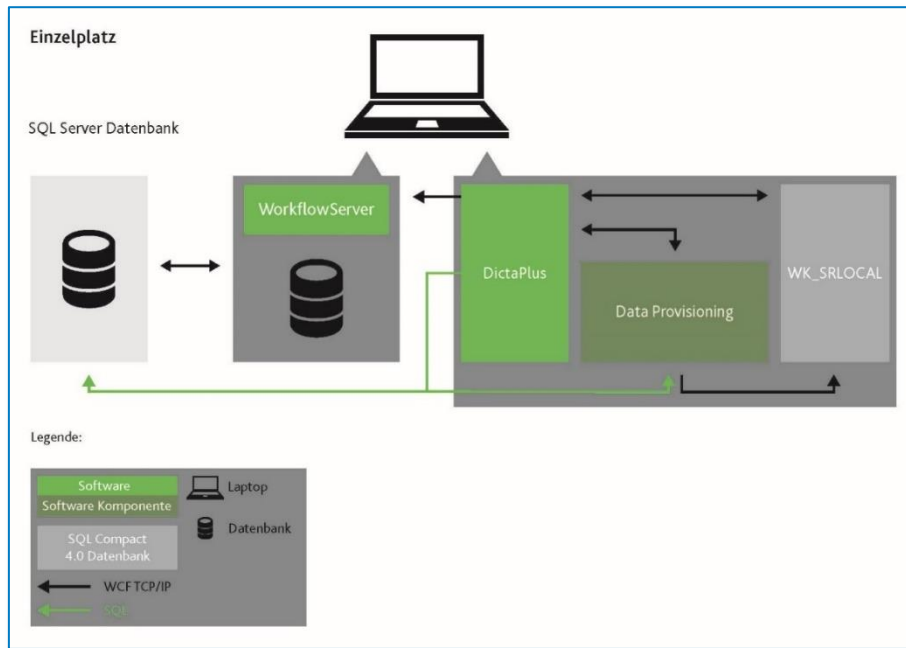 Einzelplatz
SQL Server Datenbank
WorkflowServer
DictaPlus
Data Provisioning
WK_SRLOCAL
Legende:
Software
Software Komponente
SQL Compact
4.0 Datenbank
Laptop
Datenbank
WCF TCP/IP
SQL